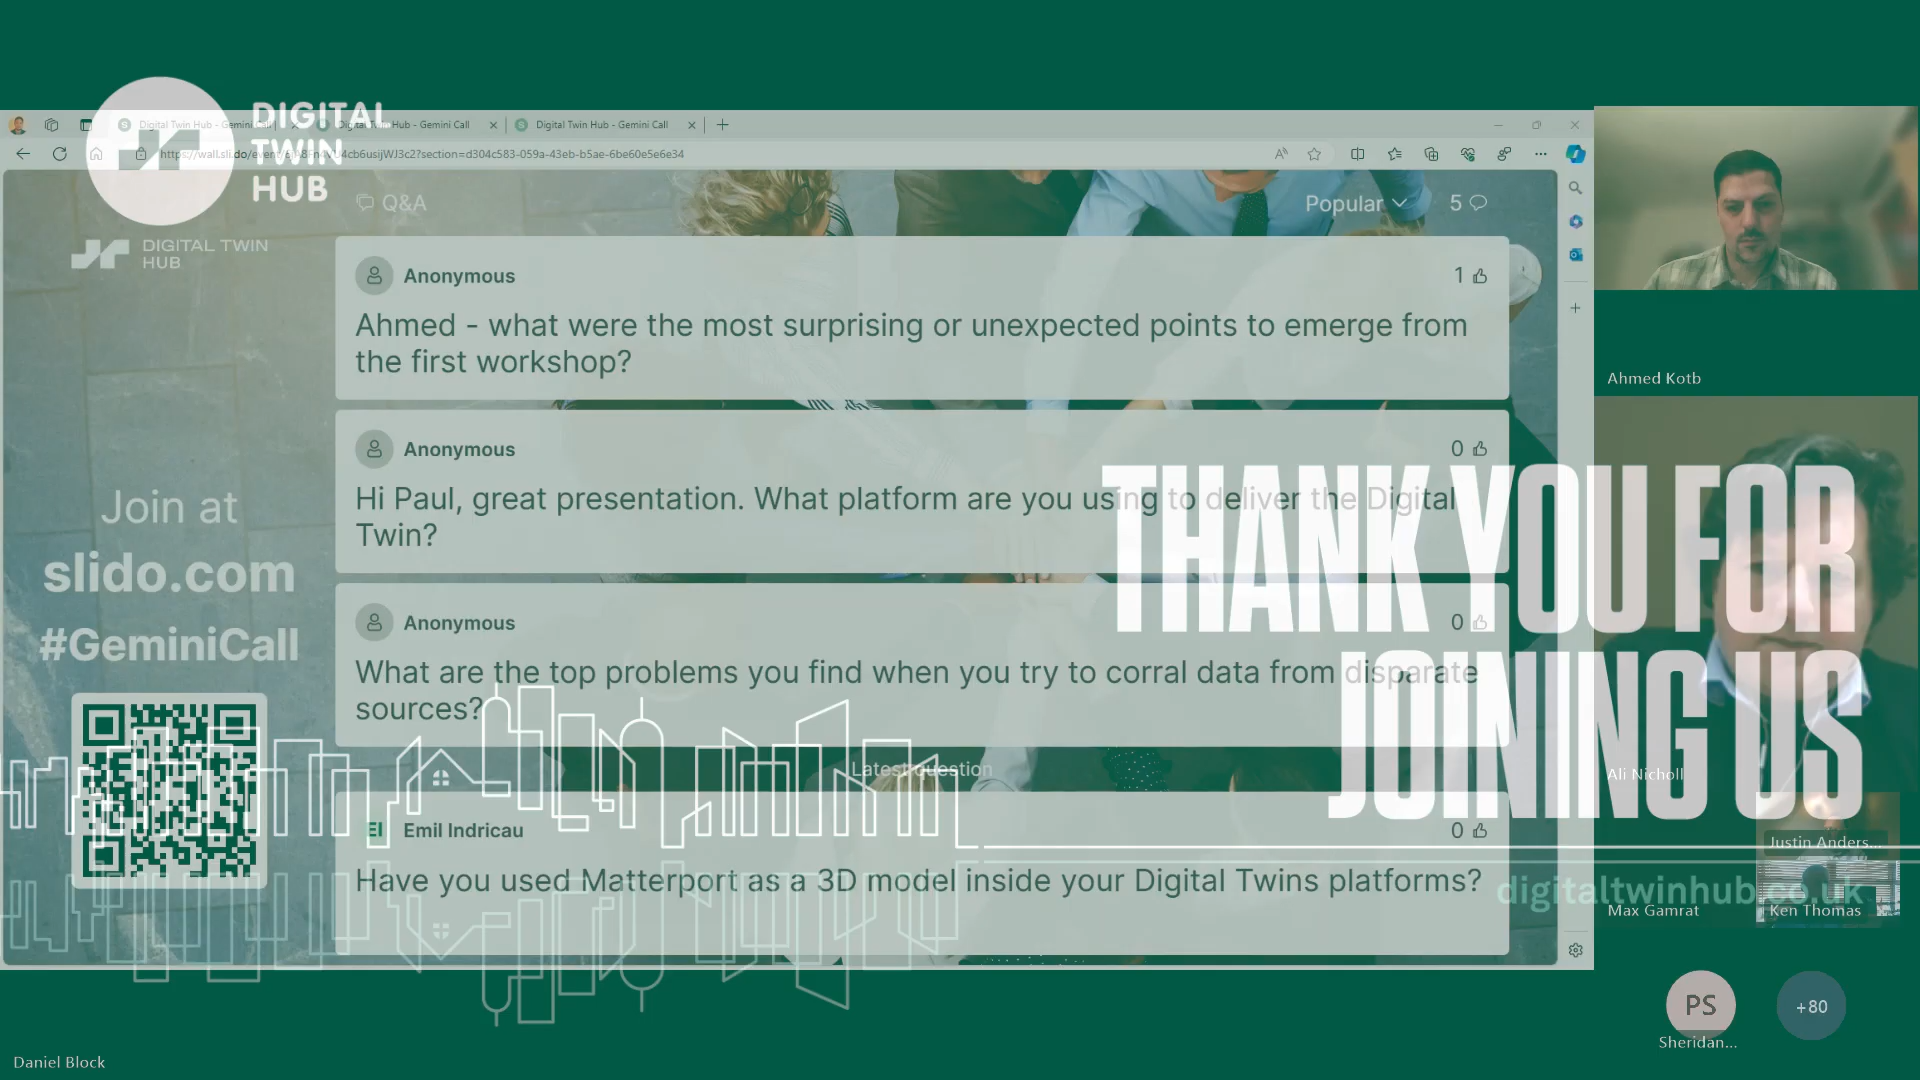 DIGITAL
TWIN
HUB
DIGITAL TWIN
HUB
Digital Twin Hub - Gemini Call
Digital Twin Hub - Gemini Call
Digital Twin Hub - Gemini Call
Q&A
Popular
5
Anonymous
1
Ahmed - what were the most surprising or unexpected points to emerge from
the first workshop?
Anonymous
0
Hi Paul, great presentation. What platform are you using to deliver the Digital
Twin?
Anonymous
0
What are the top problems you find when you try to corral data from disparate
sources?
Latest question
EI
Emil Indricau
0
Have you used Matterport as a 3D model inside your Digital Twins platforms?
Join at
slido.com
#GeminiCall
THANK YOU FOR
JOINING US
digitaltwinhub.co.uk
Ahmed Kotb
Ali Nicholl
Justin Anders...
Max Gamrat
Ken Thomas
PS
+80
Sheridan...
Daniel Block